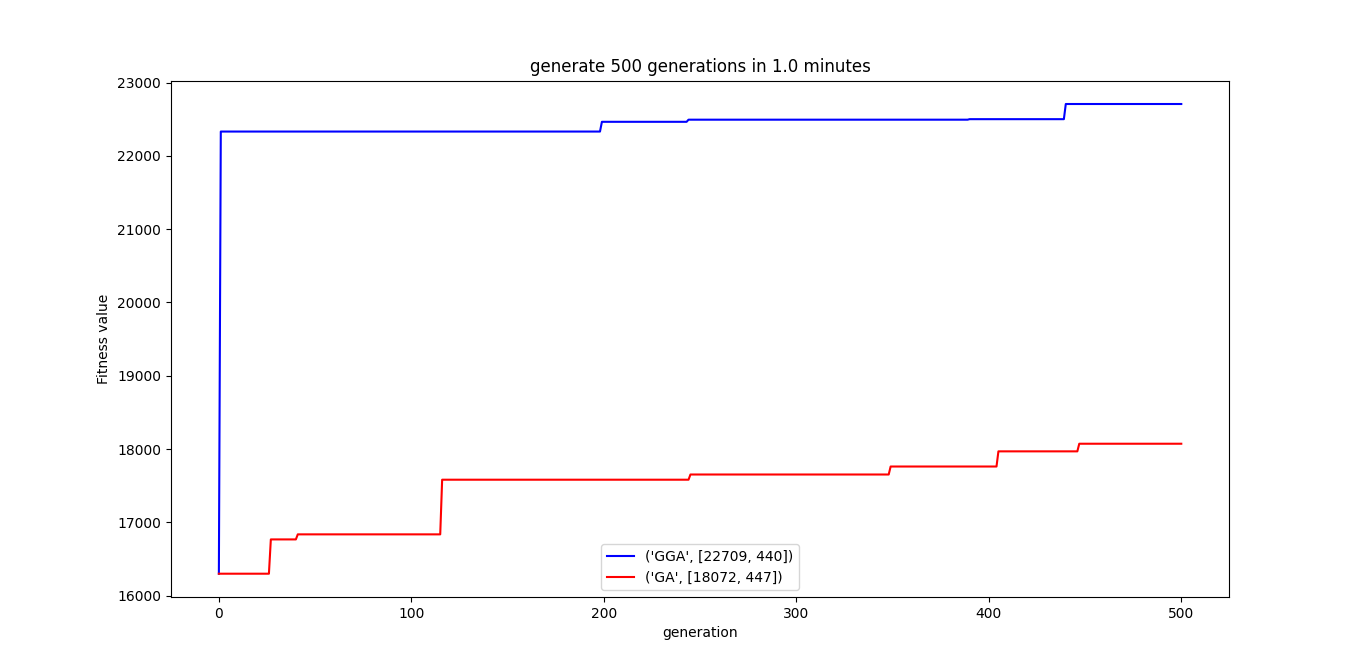 generate 500 generations in 1.0 minutes
23000
22000
21000
20000
19000
18000
17000
16000
Fitness value
('GGA', [22709, 440])
('GA', [18072, 447])
0 100 200 300 400 500
generation